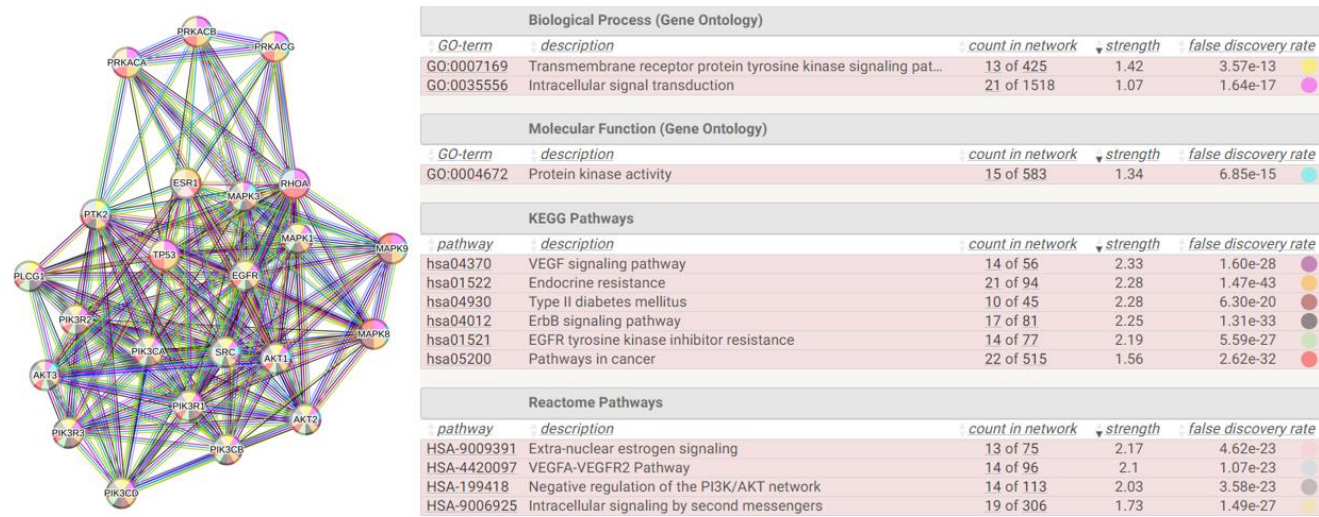 PRKACB
PRKACG
PRKACA
ESR1
RHOA
MAPK3
PTK2
MAPK1
MAPK9
TP53
PLCG1
EGFR
PIK3R2
MAPK8
PIK3CA
SRC
AKT1
AKT3
PIK3R1
AKT2
PIK3R3
PIK3CB
PIK3CD
Biological Process (Gene Ontology)
GO-term description count in network strength false discovery rate
GO:0007169 Transmembrane receptor protein tyrosine kinase signaling pat... 13 of 425 1.42 3.57e-13
GO:0035556 Intracellular signal transduction 21 of 1518 1.07 1.64e-17
Molecular Function (Gene Ontology)
GO-term description count in network strength false discovery rate
GO:0004672 Protein kinase activity 15 of 583 1.34 6.85e-15
KEGG Pathways
pathway description count in network strength false discovery rate
hsa04370 VEGF signaling pathway 14 of 56 2.33 1.60e-28
hsa01522 Endocrine resistance 21 of 94 2.28 1.47e-43
hsa04930 Type II diabetes mellitus 10 of 45 2.28 6.30e-20
hsa04012 ErbB signaling pathway 17 of 81 2.25 1.31e-33
hsa01521 EGFR tyrosine kinase inhibitor resistance 14 of 77 2.19 5.59e-27
hsa05200 Pathways in cancer 22 of 515 1.56 2.62e-32
Reactome Pathways
pathway description count in network strength false discovery rate
HSA-9009391 Extra-nuclear estrogen signaling 13 of 75 2.17 4.62e-23
HSA-4420097 VEGFA-VEGFR2 Pathway 14 of 96 2.1 1.07e-23
HSA-199418 Negative regulation of the PI3K/AKT network 14 of 113 2.03 3.58e-23
HSA-9006925 Intracellular signaling by second messengers 19 of 306 1.73 1.49e-27